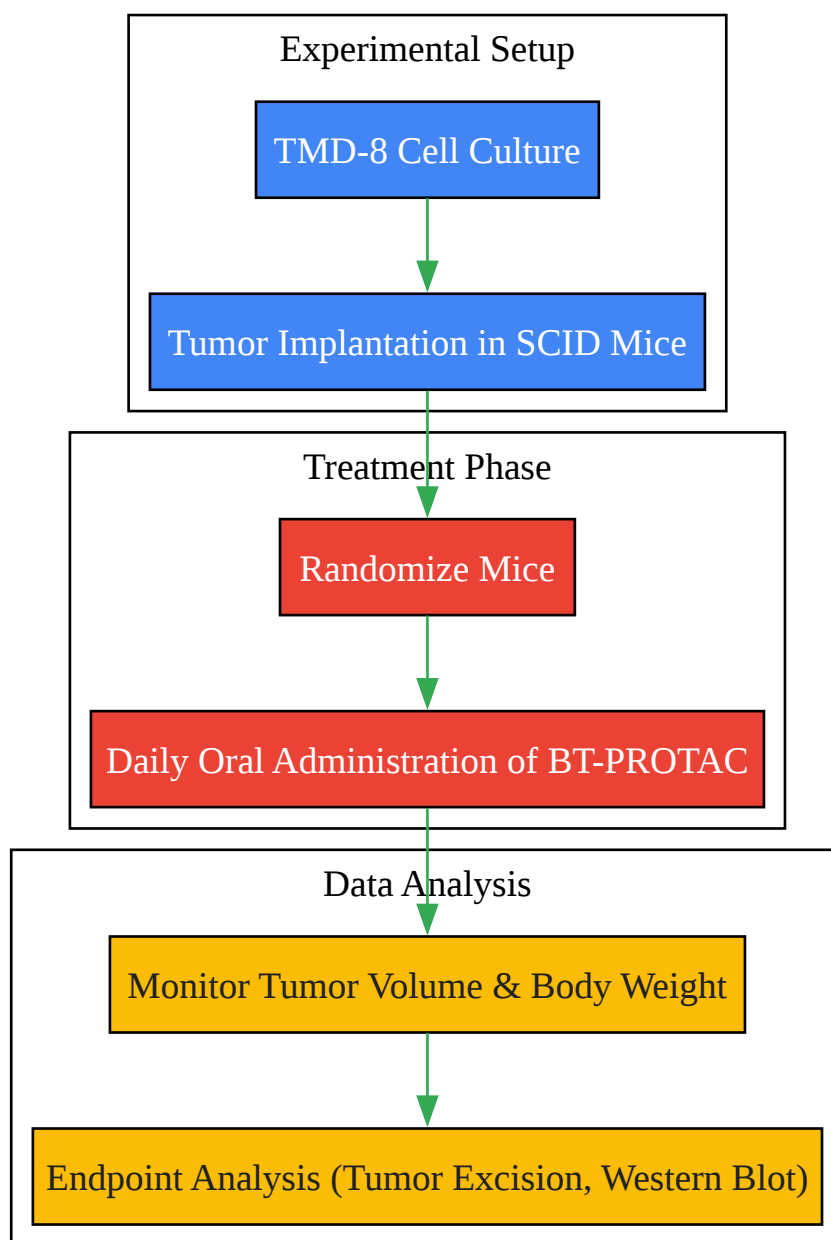 Experimental Setup
TMD-8 Cell Culture
Tumor Implantation in SCID Mice
Treatment Phase
Randomize Mice
Daily Oral Administration of BT-PROTAC
Data Analysis
Monitor Tumor Volume & Body Weight
Endpoint Analysis (Tumor Excision, Western Blot)